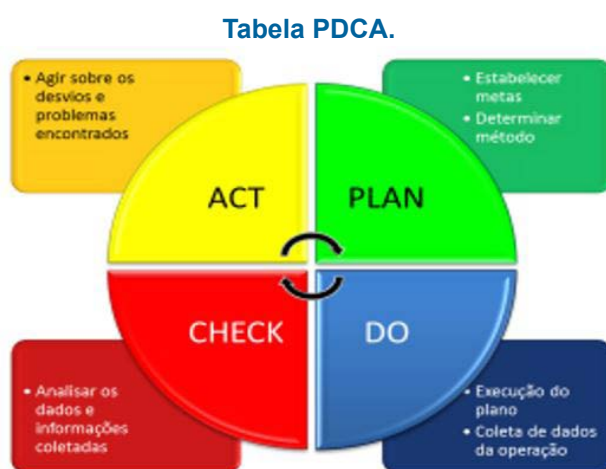 Tabela PDCA.
• Agir sobre os
desvios e
problemas
encontrados
• Estabelecer
metas
• Determinar
método
ACT
PLAN
CHECK
DO
• Analisar os
dados e
informações
coletadas
• Execução do
plano
• Coleta de dados
da operação